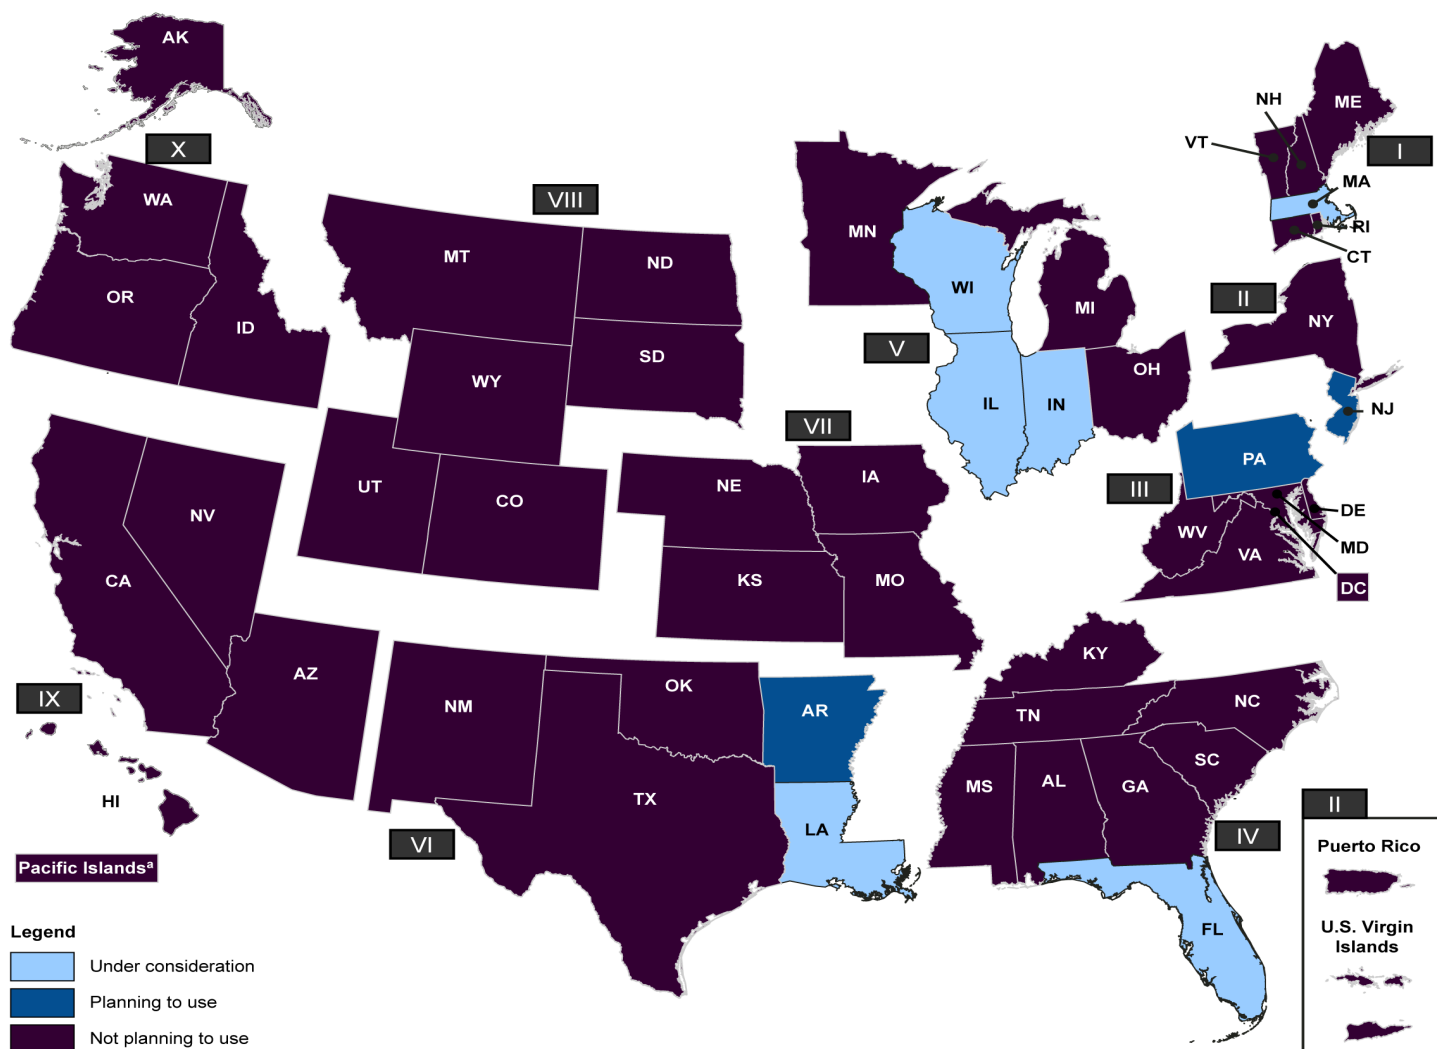 AK
NH
ME
VT
X
I
MA
WA
VIII
RI
MN
ND
MT
CT
OR
WI
II
ID
MI
NY
V
SD
OH
WY
IL
IN
NJ
VII
PA
IA
UT
NE
III
CO
NV
DE
WV
MD
VA
CA
KS
MO
DC
KY
AZ
OK
IX
NM
AR
TN
NC
SC
MS
AL
GA
HI
TX
II
LA
IV
VI
Puerto Rico
Pacific Islandsᵃ
FL
U.S. Virgin
Islands
Legend
Under consideration
Planning to use
Not planning to use